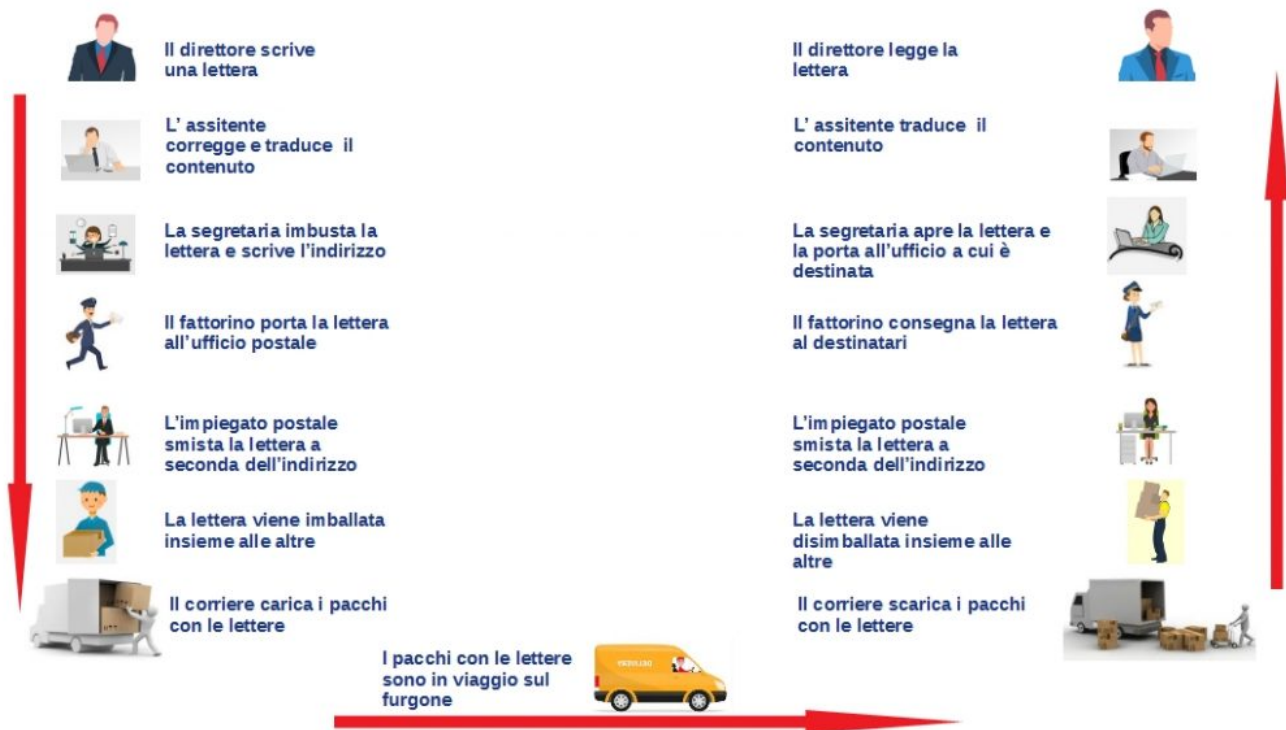 Il direttore scrive
una lettera
L' assitente
corregge e traduce il
contenuto
La segretaria imbusta la
lettera e scrive l'indirizzo
Il fattorino porta la lettera
all'ufficio postale
L'impiegato postale
smista la lettera a
seconda dell'indirizzo
La lettera viene imballata
insieme alle altre
Il corriere carica i pacchi
con le lettere
I pacchi con le lettere
sono in viaggio sul
furgone
Il direttore legge la
lettera
L' assitente traduce il
contenuto
La segretaria apre la lettera e
la porta all'ufficio a cui è
destinata
Il fattorino consegna la lettera
al destinatari
L'impiegato postale
smista la lettera a
seconda dell'indirizzo
La lettera viene
disimballata insieme alle
altre
Il corriere scarica i pacchi
con le lettere